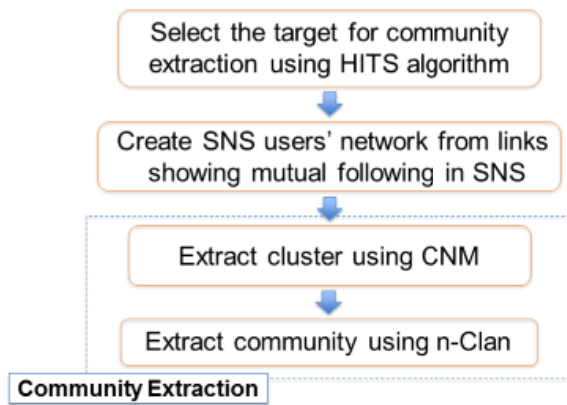 Select the target for community
extraction using HITS algorithm
Create SNS users' network from links
showing mutual following in SNS
Extract cluster using CNM
Extract community using n-Clan
Community Extraction